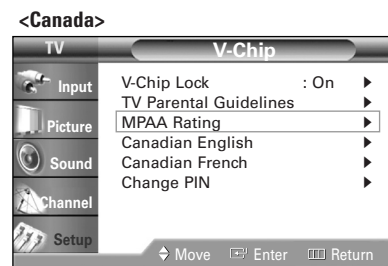 <Canada>
TV
V-Chip
Input
Picture
Sound
Channel
Setup
V-Chip Lock : On
TV Parental Guidelines
MPAA Rating
Canadian English
Canadian French
Change PIN
Move Enter Return